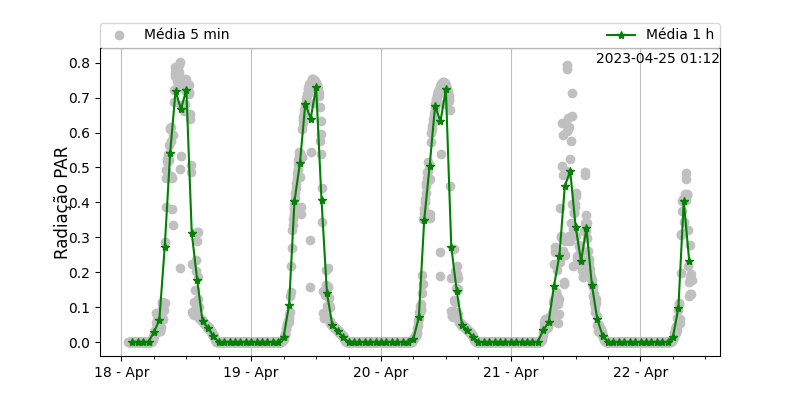 Média 5 min
Média 1 h
2023-04-25 01:12
Radiação PAR
0.8
0.7
0.6
0.5
0.4
0.3
0.2
0.1
0.0
18 - Apr
19 - Apr
20 - Apr
21 - Apr
22 - Apr